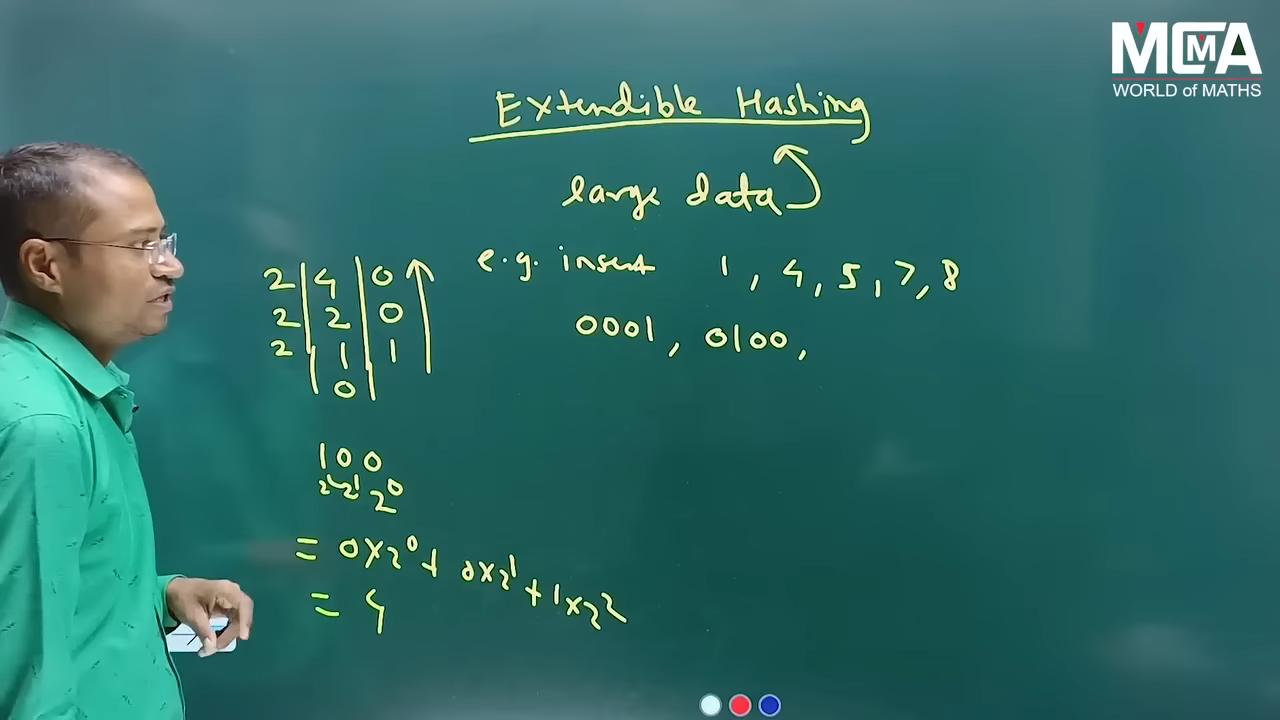 MCMA
WORLD of MATHS
Extendible Hashing
large data
e.g. insert 1, 4, 5, 7, 8
0001, 0100,
2 | 4 | 0
2 | 2 | 0
2 | 1 | 1
| 0 |
100
2² 2¹ 2⁰
= 0×2⁰ + 0×2¹ + 1×2²
= 4